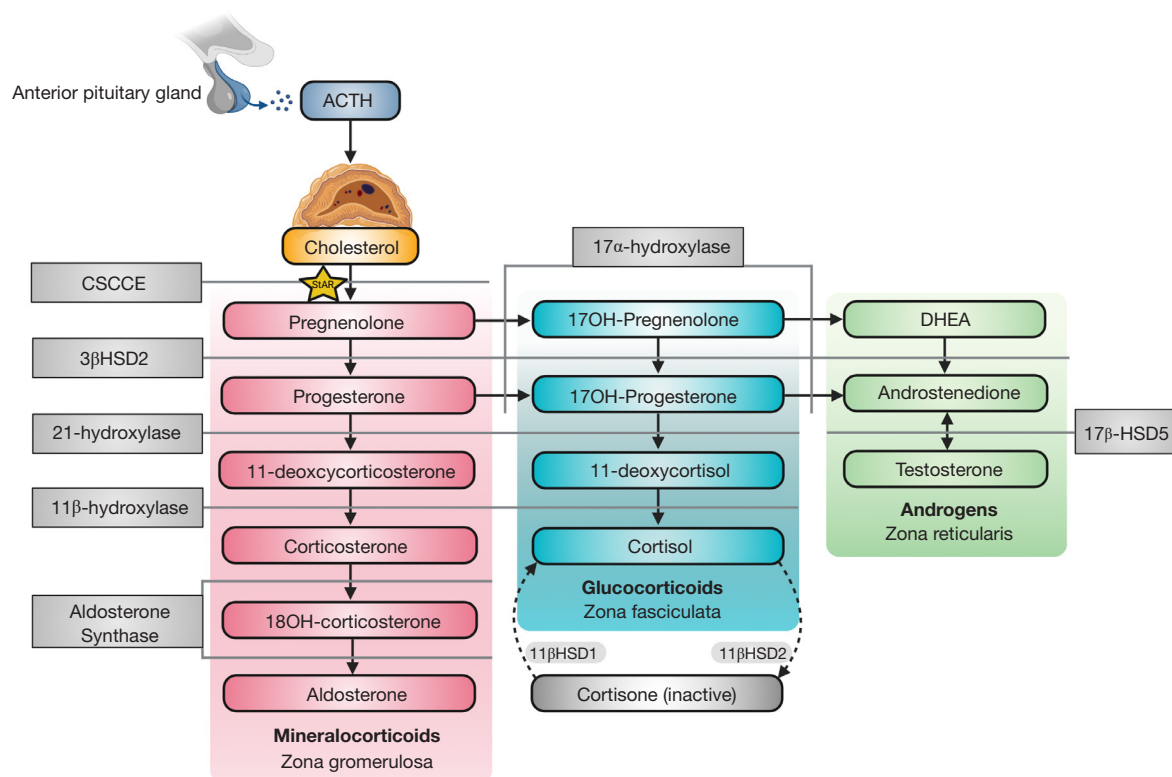 Anterior pituitary gland
ACTH
Cholesterol
17α-hydroxylase
CSCCE
StAR
Pregnenolone
17OH-Pregnenolone
DHEA
3βHSD2
Progesterone
17OH-Progesterone
Androstenedione
21-hydroxylase
17β-HSD5
11-deoxcycorticosterone
11-deoxycortisol
Testosterone
11β-hydroxylase
Androgens
Zona reticularis
Corticosterone
Cortisol
Glucocorticoids
Zona fasciculata
Aldosterone
Synthase
18OH-corticosterone
11βHSD1
11βHSD2
Aldosterone
Cortisone (inactive)
Mineralocorticoids
Zona gromerulosa